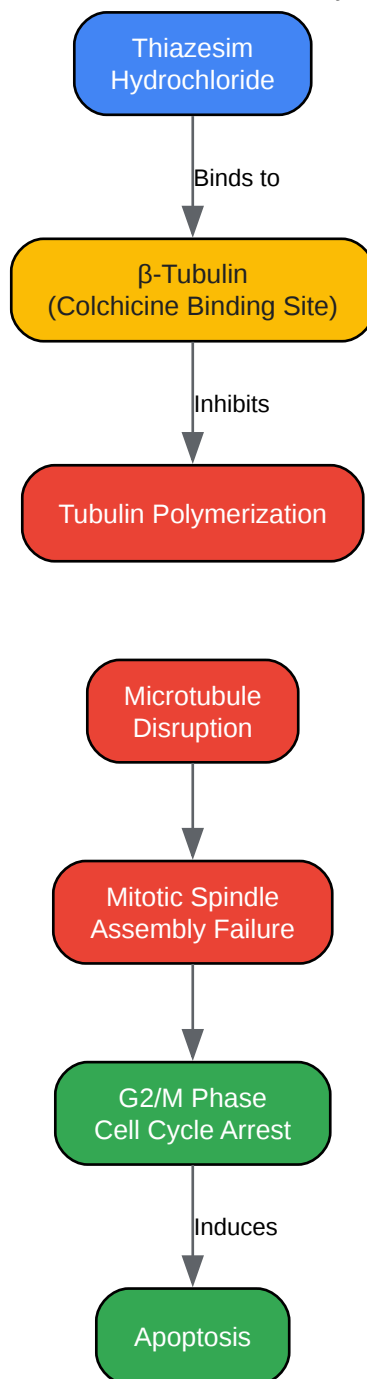 Thiazesim
Hydrochloride
Binds to
β-Tubulin
(Colchicine Binding Site)
Inhibits
Tubulin Polymerization
Microtubule
Disruption
Mitotic Spindle
Assembly Failure
G2/M Phase
Cell Cycle Arrest
Induces
Apoptosis